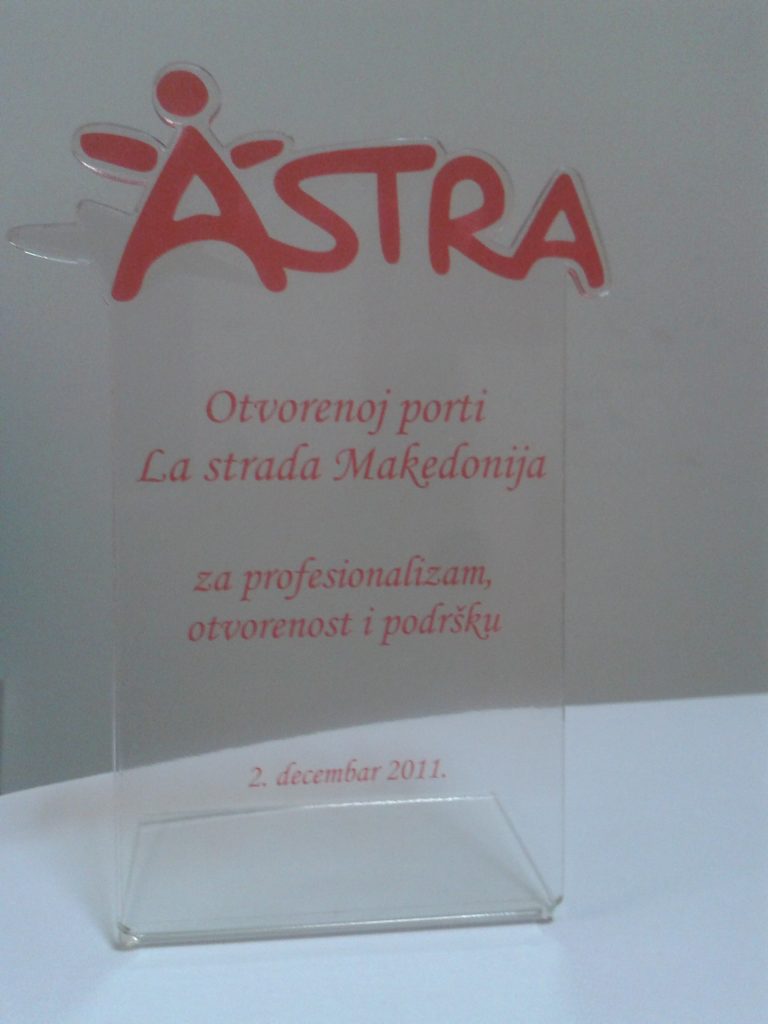 ASTRA
Otvorenoj porti
La strada Makedonija
za profesionalizam,
otvorenost i podršku
2. decembar 2011.